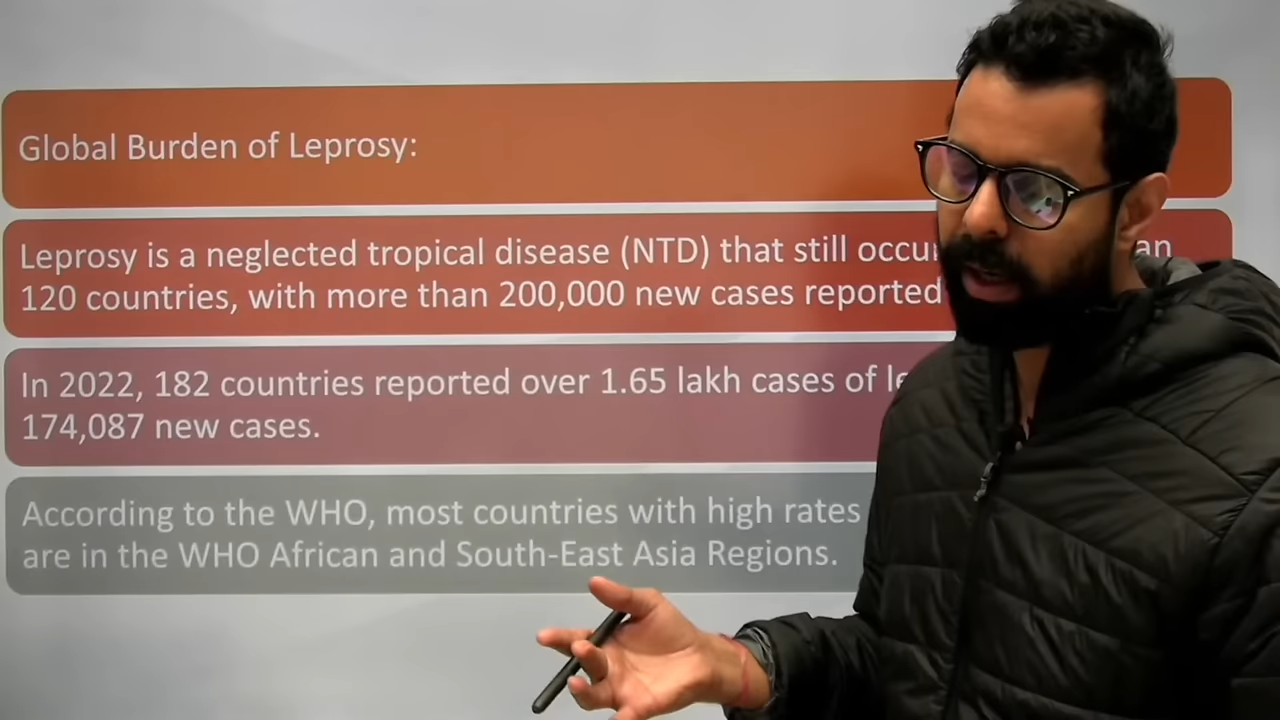 Global Burden of Leprosy:
Leprosy is a neglected tropical disease (NTD) that still an
120 countries, with more than 200,000 new cases reported
In 2022, 182 countries reported over 1.65 lakh cases of
174,087 new cases.
According to the WHO, most countries with high rates
are in the WHO African and South-East Asia Regions.